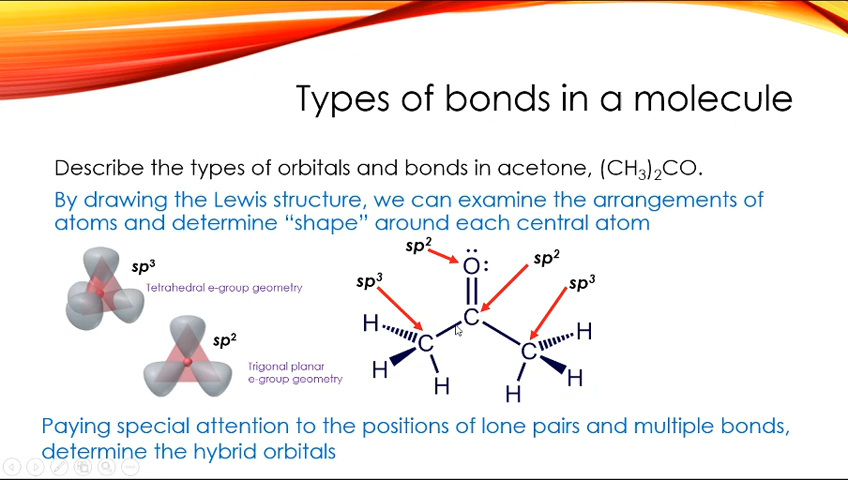 Types of bonds in a molecule
Describe the types of orbitals and bonds in acetone, (CH₃)₂CO.
By drawing the Lewis structure, we can examine the arrangements of
atoms and determine “shape” around each central atom
sp³
Tetrahedral e-group geometry
sp²
Trigonal planar
e-group geometry
sp²
sp²
sp³
sp³
O
C
H
C
H
H
C
H
H
H
Paying special attention to the positions of lone pairs and multiple bonds,
determine the hybrid orbitals